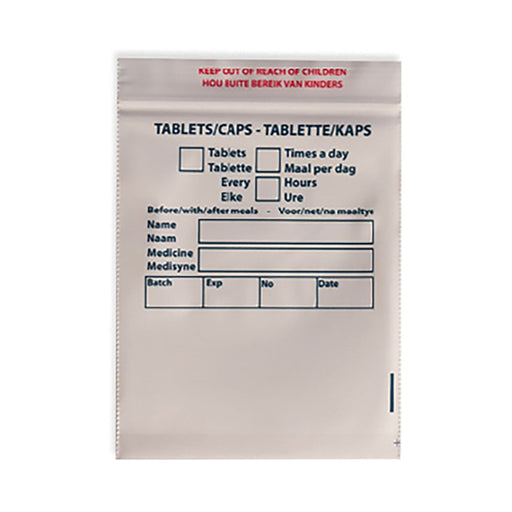 KEEP OUT OF REACH OF CHILDREN
HOU BUITE BEREIK VAN KINDERS
TABLETS/CAPS - TABLETTE/KAPS
Tablets Times a day
Tablette Maal per dag
Every Hours
Elke Ure
Before/with/after meals - Voor/net/na maaltye
Name
Naam
Medicine
Medisyne
Batch Exp No Date